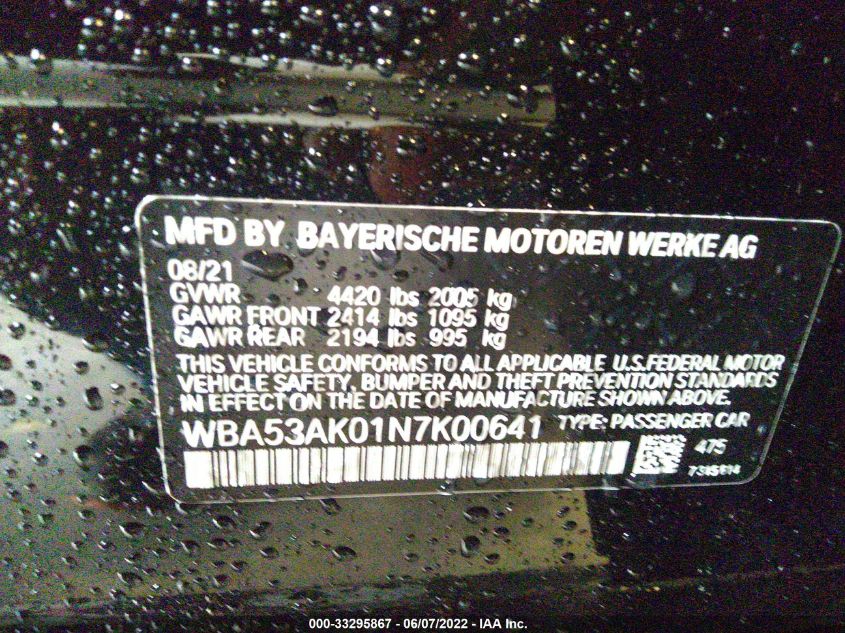 MFD BY BAYERISCHE MOTOREN WERKE AG
08/21
GVWR 4420 lbs 2005 kg
GAWR FRONT 2414 lbs 1095 kg
GAWR REAR 2194 lbs 995 kg
THIS VEHICLE CONFORMS TO ALL APPLICABLE U.S.FEDERAL MOTOR
VEHICLE SAFETY, BUMPER AND THEFT PREVENTION STANDARDS
IN EFFECT ON THE DATE OF MANUFACTURE SHOWN ABOVE.
WBA53AK01N7K00641 TYPE: PASSENGER CAR
475
000-33295867 - 06/07/2022 - IAA Inc.